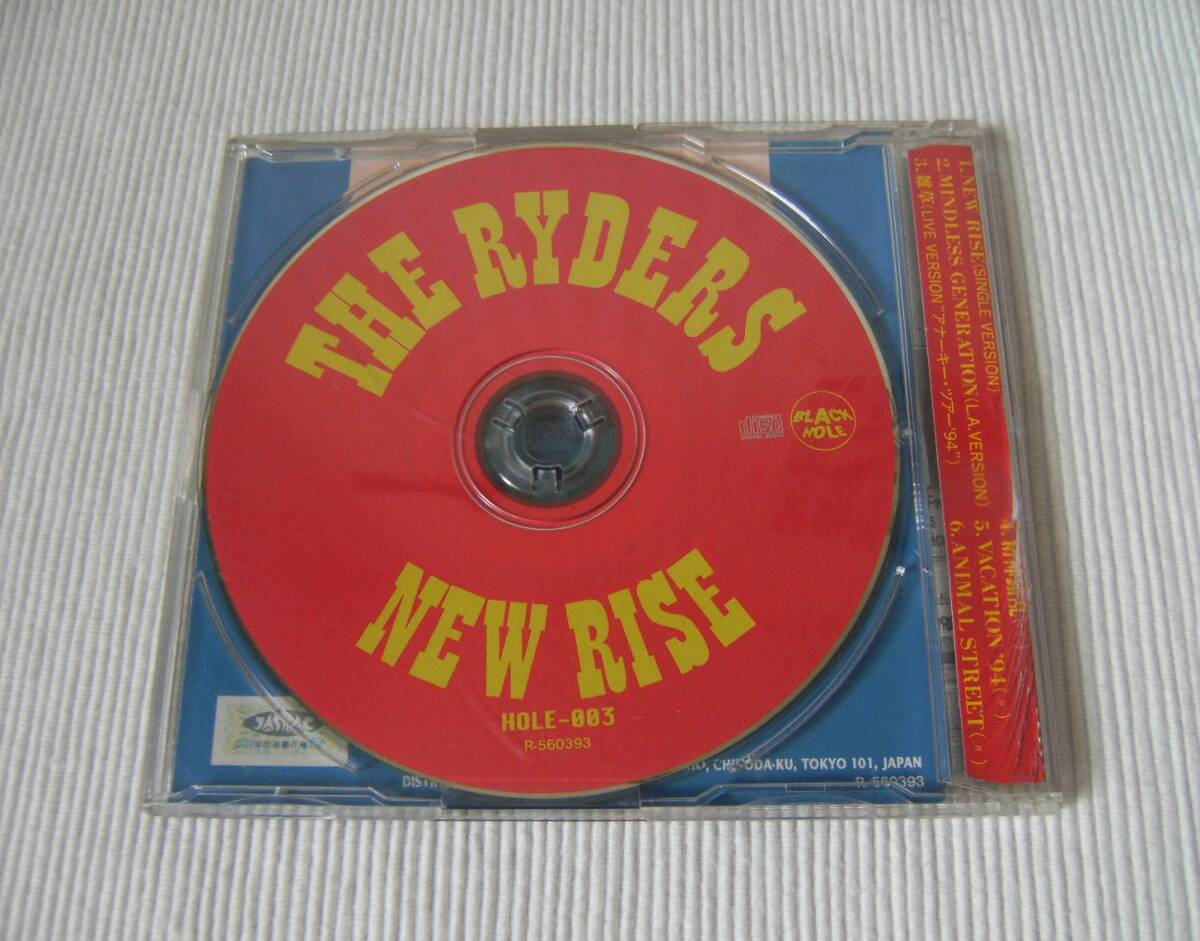 THE RYDERS
COMPACT
disc
DIGITAL AUDIO
BLACK
HOLE
NEW RISE
HOLE-003
R-560393
1. NEW RISE(SINGLE VERSION)
2. MINDLESS GENERATION(L.A.VERSION)
3. 雑草(LIVE VERSION "アナーキー・ツアー'94")
5. VACATION '94(〃)
6. ANIMAL STREET(〃)
JASRAC
CHIYODA-KU, TOKYO 101, JAPAN
R-560393